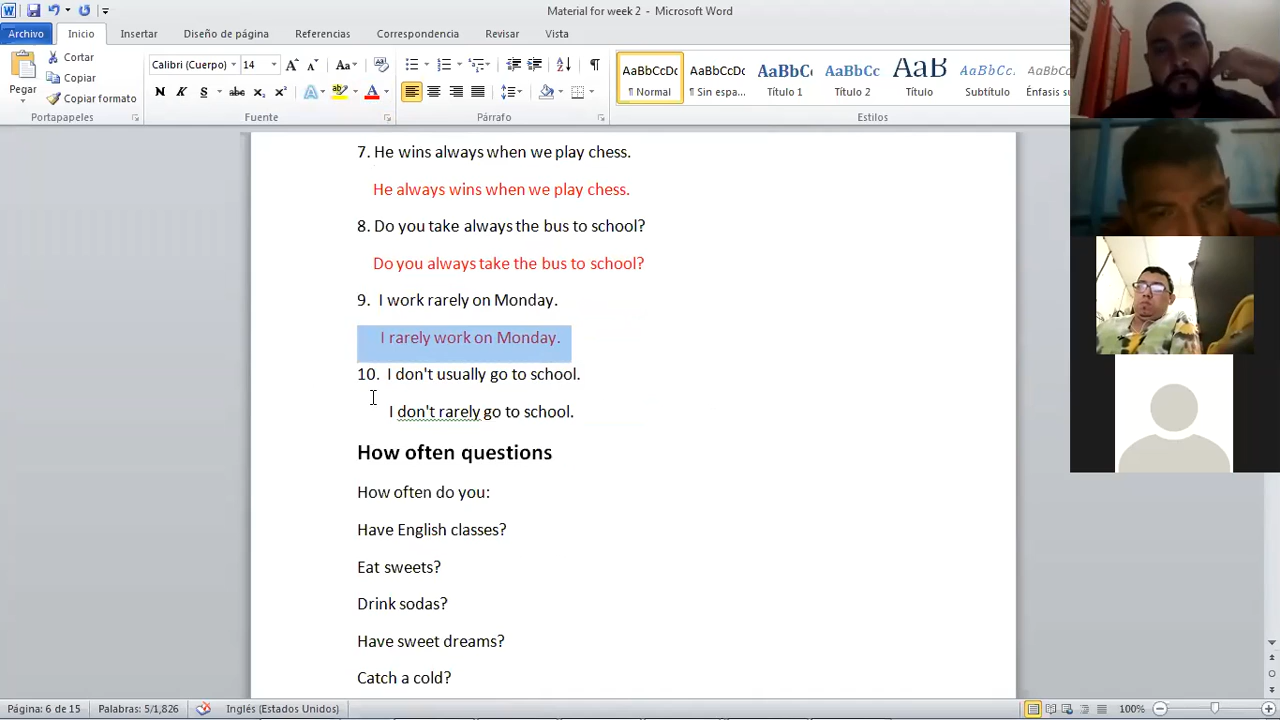 Material for week 2 - Microsoft Word
Archivo Inicio Insertar Diseño de página Referencias Correspondencia Revisar Vista
Pegar
Cortar
Copiar
Copiar formato
Portapapeles
Calibri (Cuerpo) 14
Fuente
Párrafo
AaBbCcDc AaBbCcDc AaBbC AaBbCc AaB AaBbCc. AaBbCcDc
¶ Normal ¶ Sin espa... Título 1 Título 2 Título Subtítulo Énfasis su
Estilos
7. He wins always when we play chess.
He always wins when we play chess.
8. Do you take always the bus to school?
Do you always take the bus to school?
9. I work rarely on Monday.
I rarely work on Monday.
10. I don't usually go to school.
I don't rarely go to school.
How often questions
How often do you:
Have English classes?
Eat sweets?
Drink sodas?
Have sweet dreams?
Catch a cold?
Página: 6 de 15 Palabras: 5/1,826 Inglés (Estados Unidos) 100%